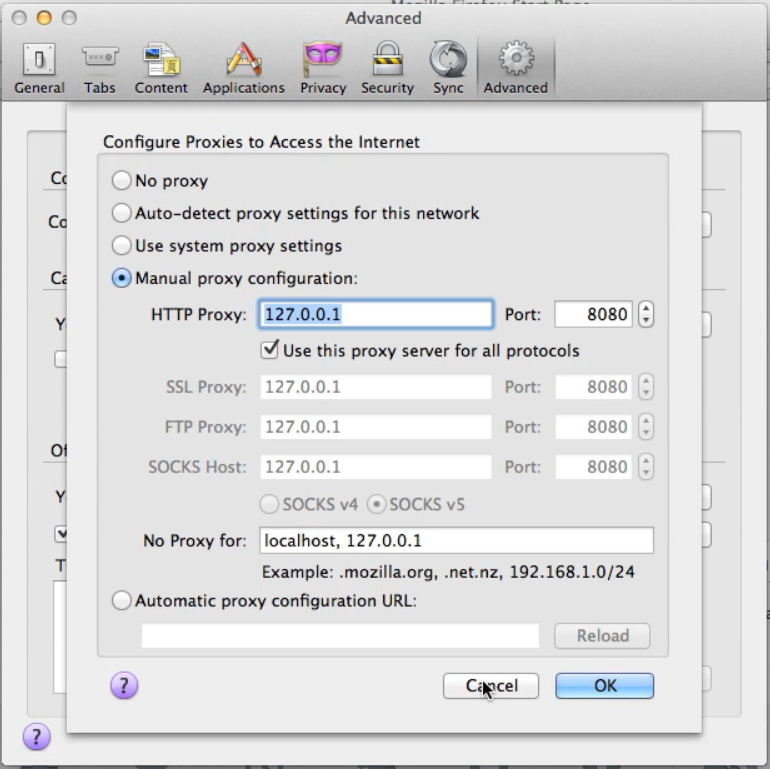 Advanced
General Tabs Content Applications Privacy Security Sync Advanced
Configure Proxies to Access the Internet
No proxy
Auto-detect proxy settings for this network
Use system proxy settings
Manual proxy configuration:
HTTP Proxy: 127.0.0.1 Port: 8080
Use this proxy server for all protocols
SSL Proxy: 127.0.0.1 Port: 8080
FTP Proxy: 127.0.0.1 Port: 8080
SOCKS Host: 127.0.0.1 Port: 8080
SOCKS v4 SOCKS v5
No Proxy for: localhost, 127.0.0.1
Example: .mozilla.org, .net.nz, 192.168.1.0/24
Automatic proxy configuration URL:
Reload
? Cancel OK
?